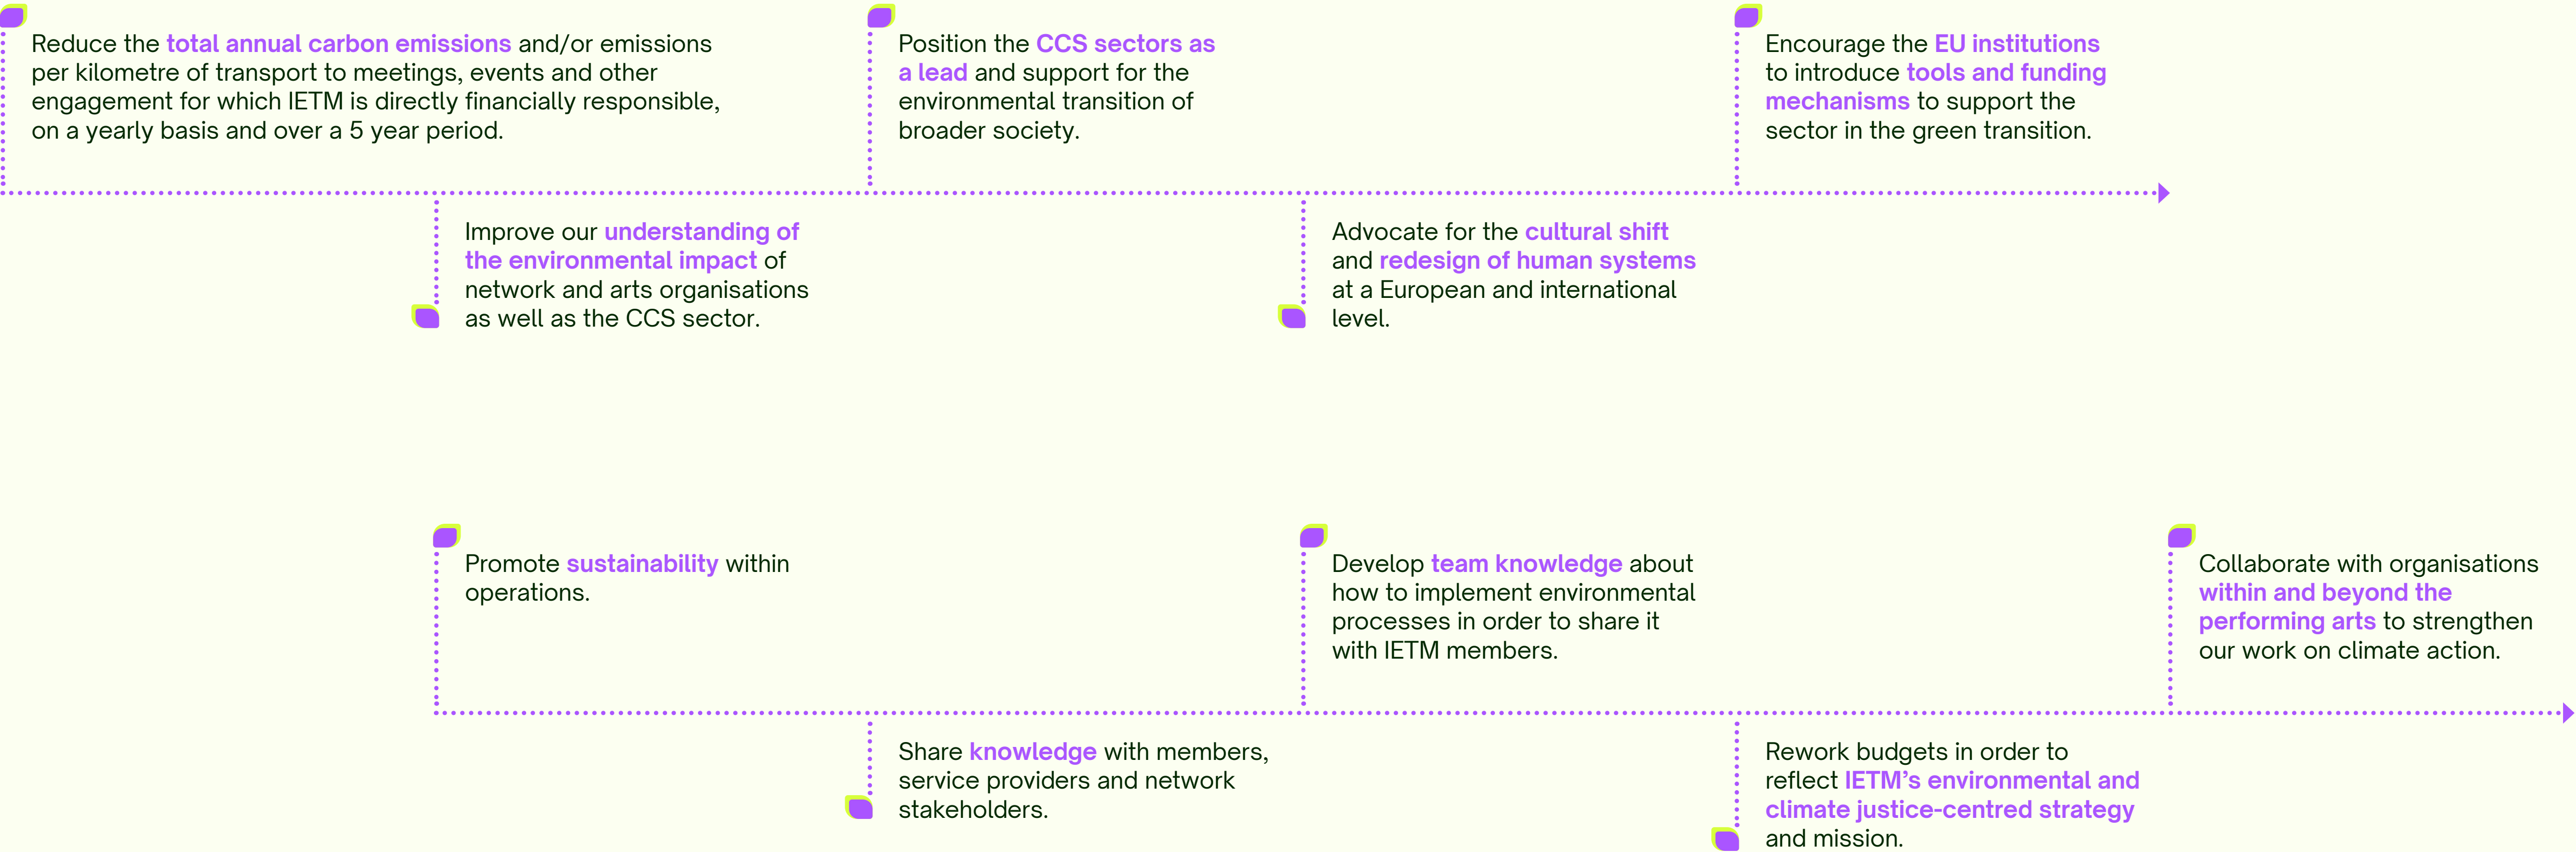 Reduce the total annual carbon emissions and/or emissions
per kilometre of transport to meetings, events and other
engagement for which IETM is directly financially responsible,
on a yearly basis and over a 5 year period.
Improve our understanding of
the environmental impact of
network and arts organisations
as well as the CCS sector.
Position the CCS sectors as
a lead and support for the
environmental transition of
broader society.
Advocate for the cultural shift
and redesign of human systems
at a European and international
level.
Encourage the EU institutions
to introduce tools and funding
mechanisms to support the
sector in the green transition.
Promote sustainability within
operations.
Share knowledge with members,
service providers and network
stakeholders.
Develop team knowledge about
how to implement environmental
processes in order to share it
with IETM members.
Rework budgets in order to
reflect IETM’s environmental and
climate justice-centred strategy
and mission.
Collaborate with organisations
within and beyond the
performing arts to strengthen
our work on climate action.